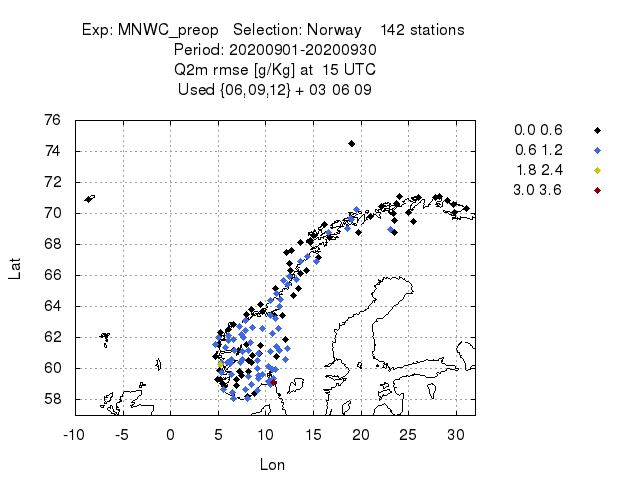 Exp: MNWC_preop Selection: Norway 142 stations
Period: 20200901-20200930
Q2m rmse [g/Kg] at 15 UTC
Used {06,09,12} + 03 06 09
76
74
72
70
68
66
64
62
60
58
-10 -5 0 5 10 15 20 25 30
Lat
Lon
0.0 0.6
0.6 1.2
1.8 2.4
3.0 3.6